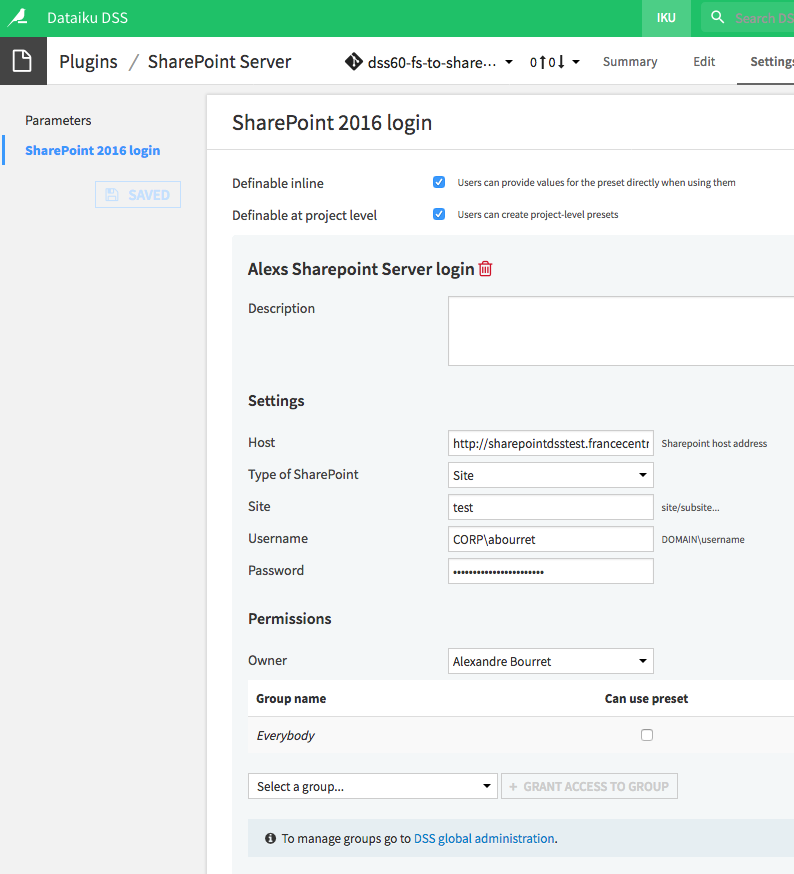 Dataiku DSS
IKU
Search DS
Plugins / SharePoint Server
dss60-fs-to-share...
0 0
Summary
Edit
Settings
Parameters
SharePoint 2016 login
SAVED
SharePoint 2016 login
Definable inline
Users can provide values for the preset directly when using them
Definable at project level
Users can create project-level presets
Alexs Sharepoint Server login
Description
Settings
Host
http://sharepointdsstest.francecentr
Sharepoint host address
Type of SharePoint
Site
Site
test
site/subsite...
Username
CORP\abourret
DOMAIN\username
Password
Permissions
Owner
Alexandre Bourret
Group name
Can use preset
Everybody
Select a group...
+ GRANT ACCESS TO GROUP
To manage groups go to DSS global administration.